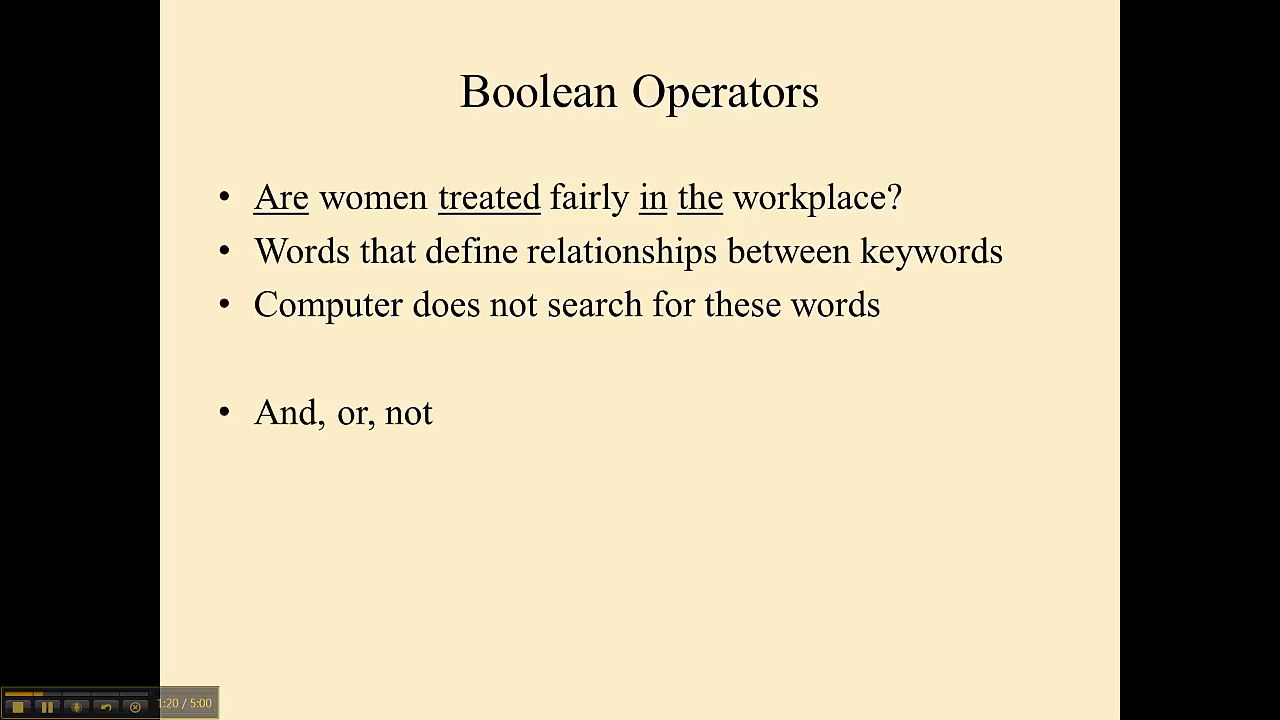 Boolean Operators
• Are women treated fairly in the workplace?
• Words that define relationships between keywords
• Computer does not search for these words
• And, or, not
1:20 / 5:00